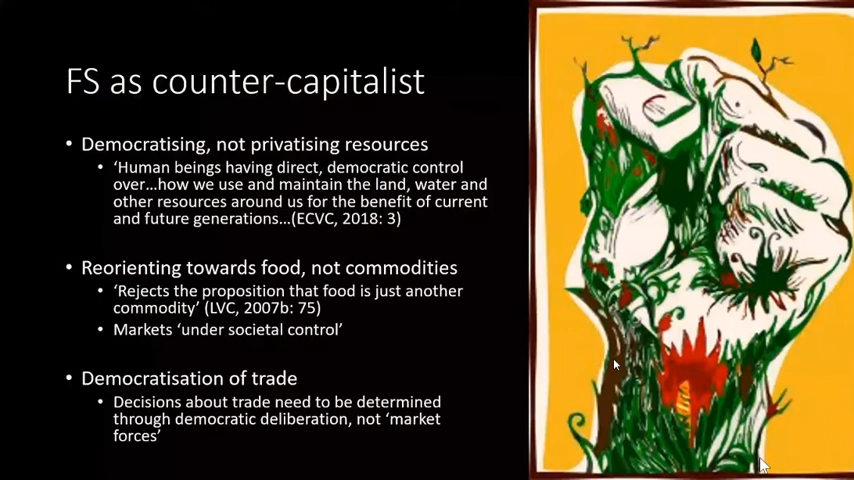 FS as counter-capitalist
• Democratising, not privatising resources
• ‘Human beings having direct, democratic control
over…how we use and maintain the land, water and
other resources around us for the benefit of current
and future generations…(ECVC, 2018: 3)
• Reorienting towards food, not commodities
• ‘Rejects the proposition that food is just another
commodity’ (LVC, 2007b: 75)
• Markets ‘under societal control’
• Democratisation of trade
• Decisions about trade need to be determined
through democratic deliberation, not ‘market
forces’